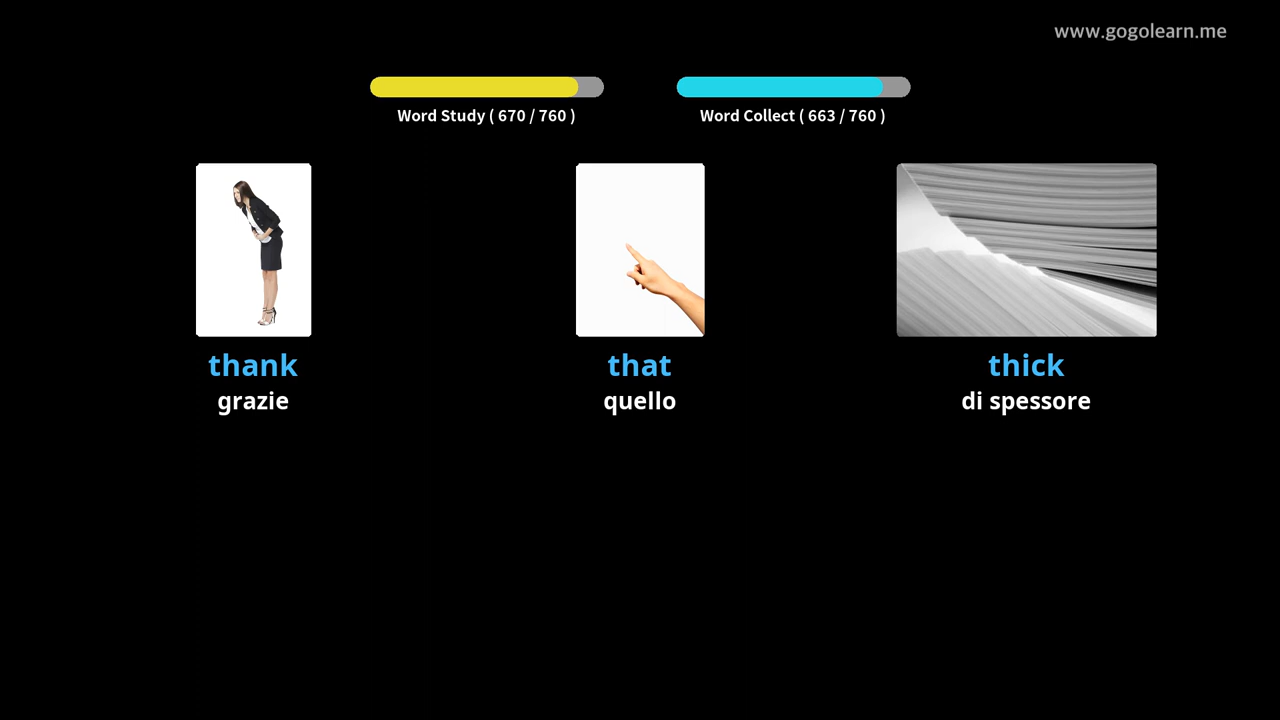 www.gogolearn.me
Word Study ( 670 / 760 )
Word Collect ( 663 / 760 )
thank
grazie
that
quello
thick
di spessore